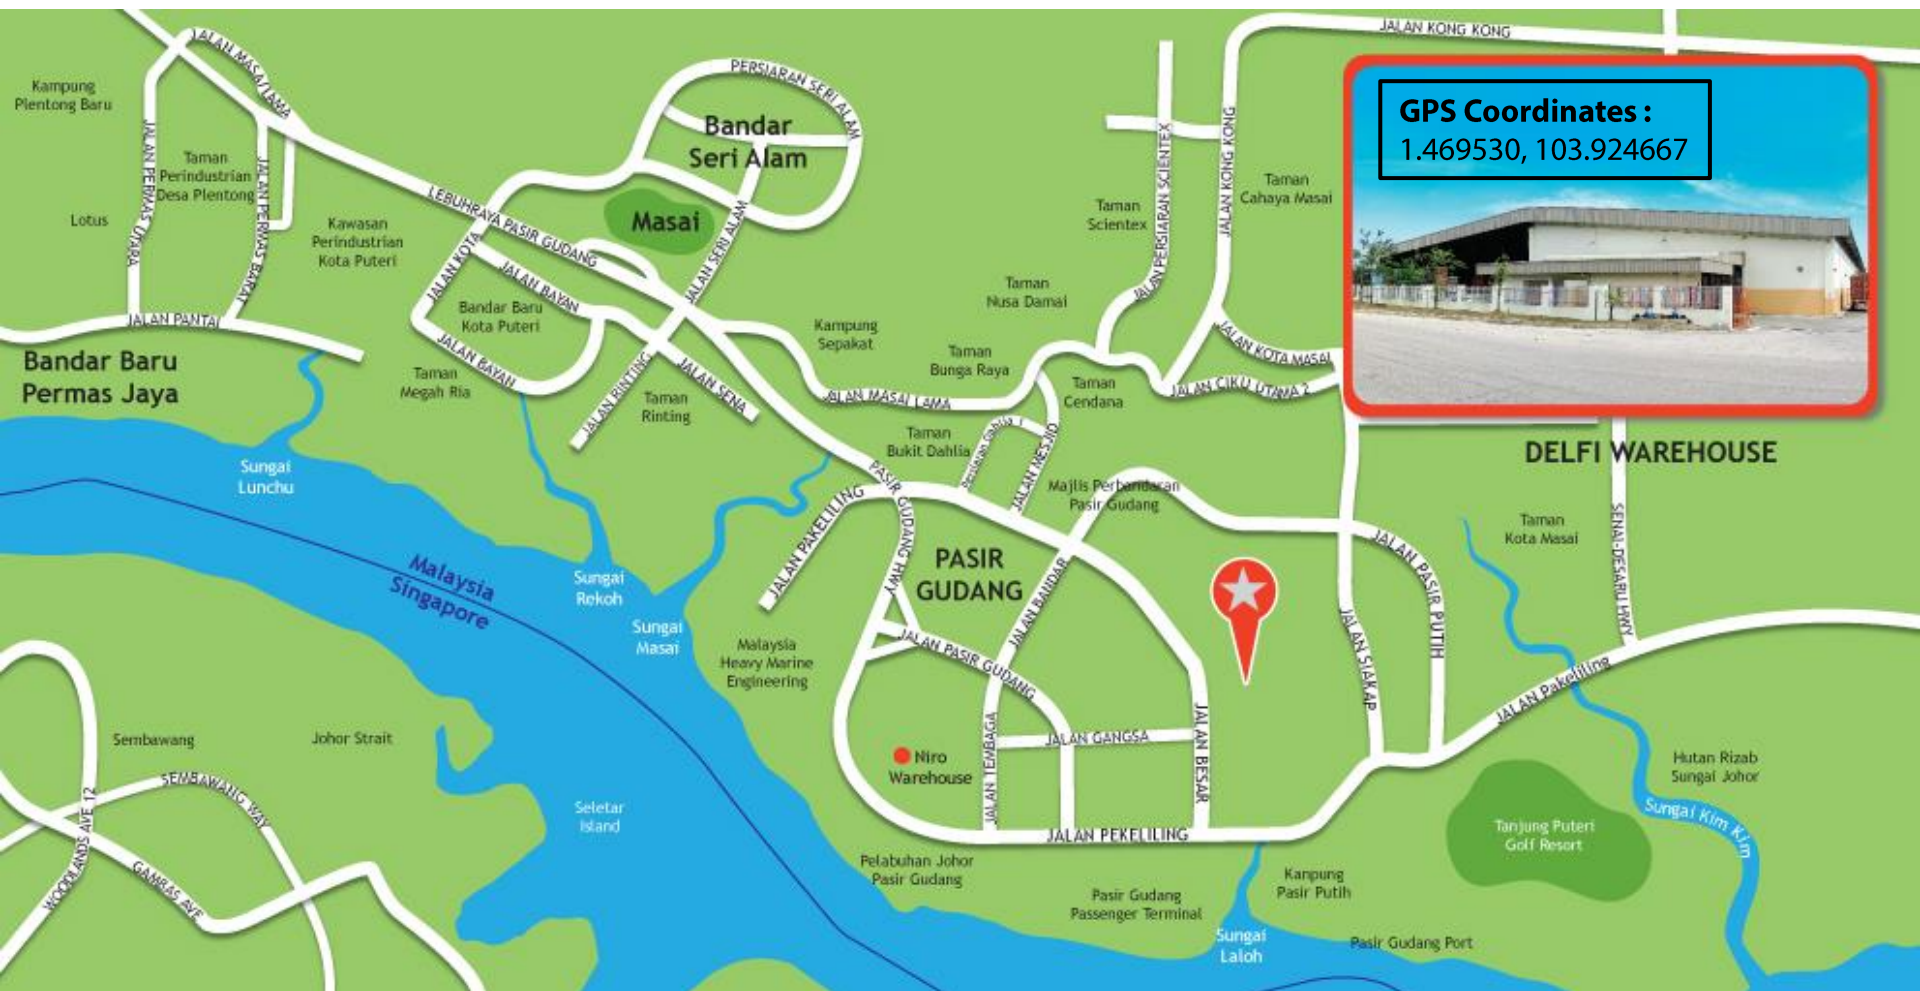 JALAN KONG KONG
JALAN MASAI LAMA
PERSIARAN SERI ALAM
Kampung
Plentong Baru
GPS Coordinates :
1.469530, 103.924667
Bandar
Seri Alam
JALAN PERMAS UTARA
Taman
Perindustrian
Desa Plentong
JALAN PERMAS BARAT
Lotus
Kawasan
Perindustrian
Kota Puteri
LEBUHRAYA PASIR GUDANG
Masai
JALAN SERI ALAM
Taman
Scientex
JALAN PERSIARAN SCIENTEX
JALAN KONG KONG
Taman
Cahaya Masai
JALAN KOTA
JALAN BAYAN
Bandar Baru
Kota Puteri
Taman
Nusa Damai
JALAN PANTAI
Kampung
Sepakat
JALAN KOTA MASAI
Bandar Baru
Permas Jaya
JALAN BAYAN
Taman
Megah Ria
JALAN RINTING
JALAN SENA
Taman
Rinting
Taman
Bunga Raya
Taman
Cendana
JALAN CIKU UTAMA 2
JALAN MASAI LAMA
Taman
Bukit Dahlia
Persiaran Dahlia 1
JALAN MESJID
DELFI WAREHOUSE
Sungai
Lunchu
PASIR GUDANG HWY
JALAN PAKELILING
Majlis Perbandaran
Pasir Gudang
Taman
Kota Masai
SENAI-DESARU HWY
Malaysia
Singapore
Sungai
Rekoh
PASIR
GUDANG
JALAN BANDAR
JALAN PASIR PUTIH
JALAN SIAKAP
Sungai
Masai
Malaysia
Heavy Marine
Engineering
JALAN PASIR GUDANG
JALAN Pakeliling
Sembawang
Johor Strait
JALAN TEMBAGA
JALAN GANGSA
JALAN BESAR
Niro
Warehouse
Hutan Rizab
Sungai Johor
SEMBAWANG WAY
WOODLANDS AVE 12
GAMBAS AVE
Seletar
Island
JALAN PEKELILING
Tanjung Puteri
Golf Resort
Sungai Kim Kim
Pelabuhan Johor
Pasir Gudang
Kanpung
Pasir Putih
Pasir Gudang
Passenger Terminal
Sungai
Laloh
Pasir Gudang Port